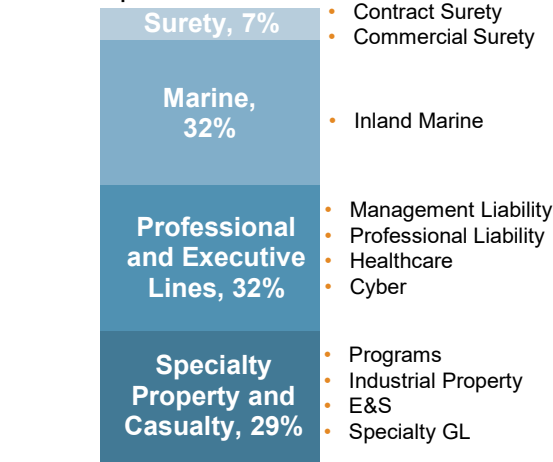 Surety, 7%
• Contract Surety
• Commercial Surety
Marine,
32%
• Inland Marine
Professional
and Executive
Lines, 32%
• Management Liability
• Professional Liability
• Healthcare
• Cyber
Specialty
Property and
Casualty, 29%
• Programs
• Industrial Property
• E&S
• Specialty GL